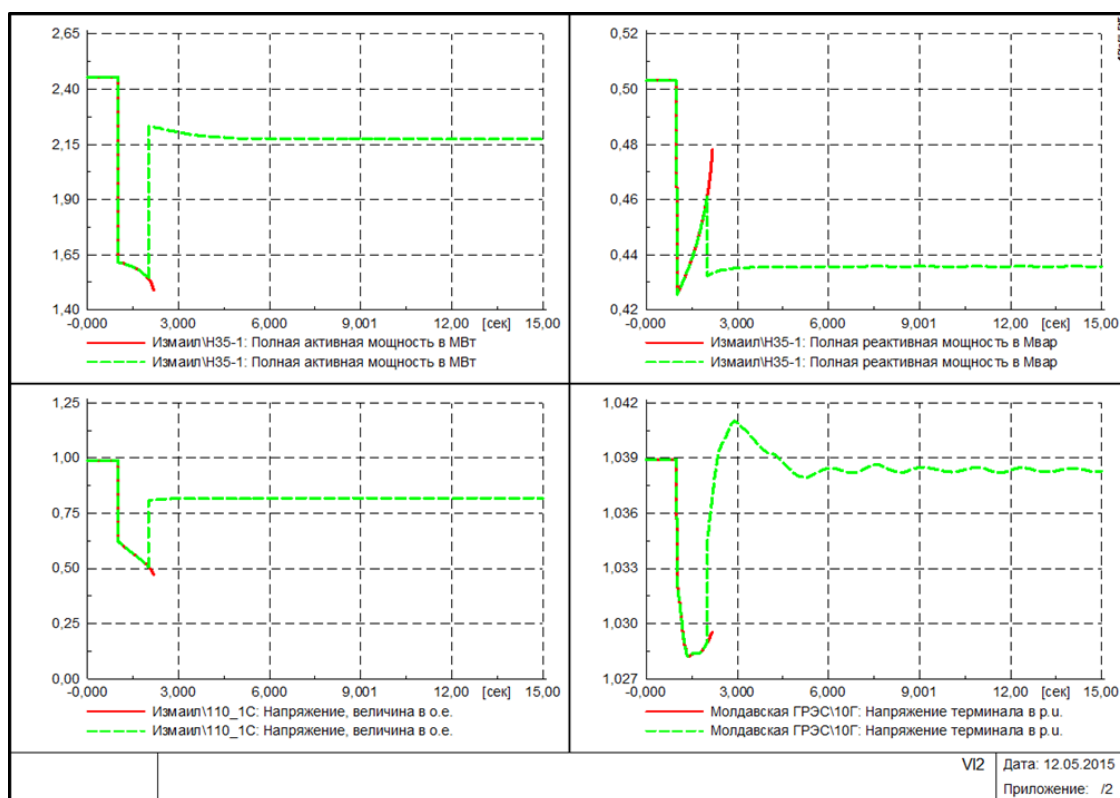 2,65
2,40
2,15
1,90
1,65
1,40
-0,000 3,000 6,000 9,001 12,00 [сек] 15,00
Измаил\Н35-1: Полная активная мощность в МВт
Измаил\Н35-1: Полная активная мощность в МВт
0,52
0,50
0,48
0,46
0,44
0,42
-0,000 3,000 6,000 9,001 12,00 [сек] 15,00
Измаил\Н35-1: Полная реактивная мощность в Мвар
Измаил\Н35-1: Полная реактивная мощность в Мвар
1,25
1,00
0,75
0,50
0,25
0,00
-0,000 3,000 6,000 9,001 12,00 [сек] 15,00
Измаил\110_1С: Напряжение, величина в о.е.
Измаил\110_1С: Напряжение, величина в о.е.
1,042
1,039
1,036
1,033
1,030
1,027
-0,000 3,000 6,000 9,001 12,00 [сек] 15,00
Молдавская ГРЭС\10Г: Напряжение терминала в p.u.
Молдавская ГРЭС\10Г: Напряжение терминала в p.u.
VI2
Дата: 12.05.2015
Приложение: /2